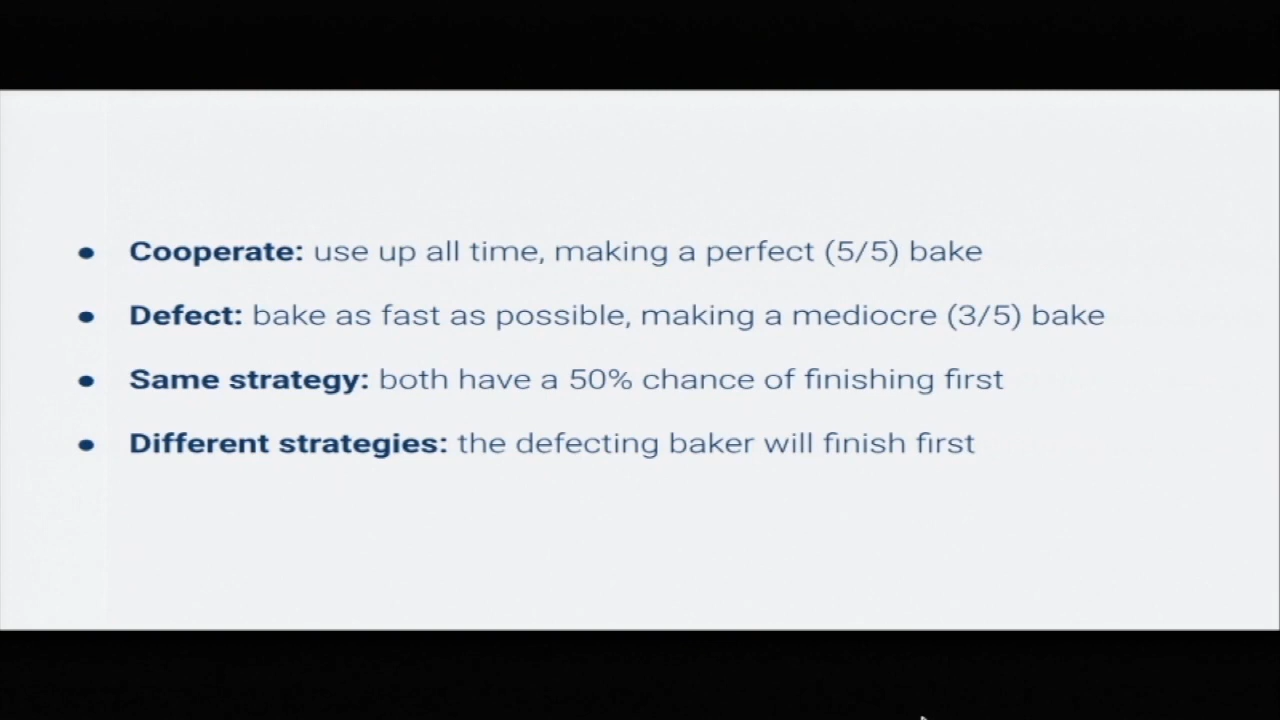 ● Cooperate: use up all time, making a perfect (5/5) bake
● Defect: bake as fast as possible, making a mediocre (3/5) bake
● Same strategy: both have a 50% chance of finishing first
● Different strategies: the defecting baker will finish first